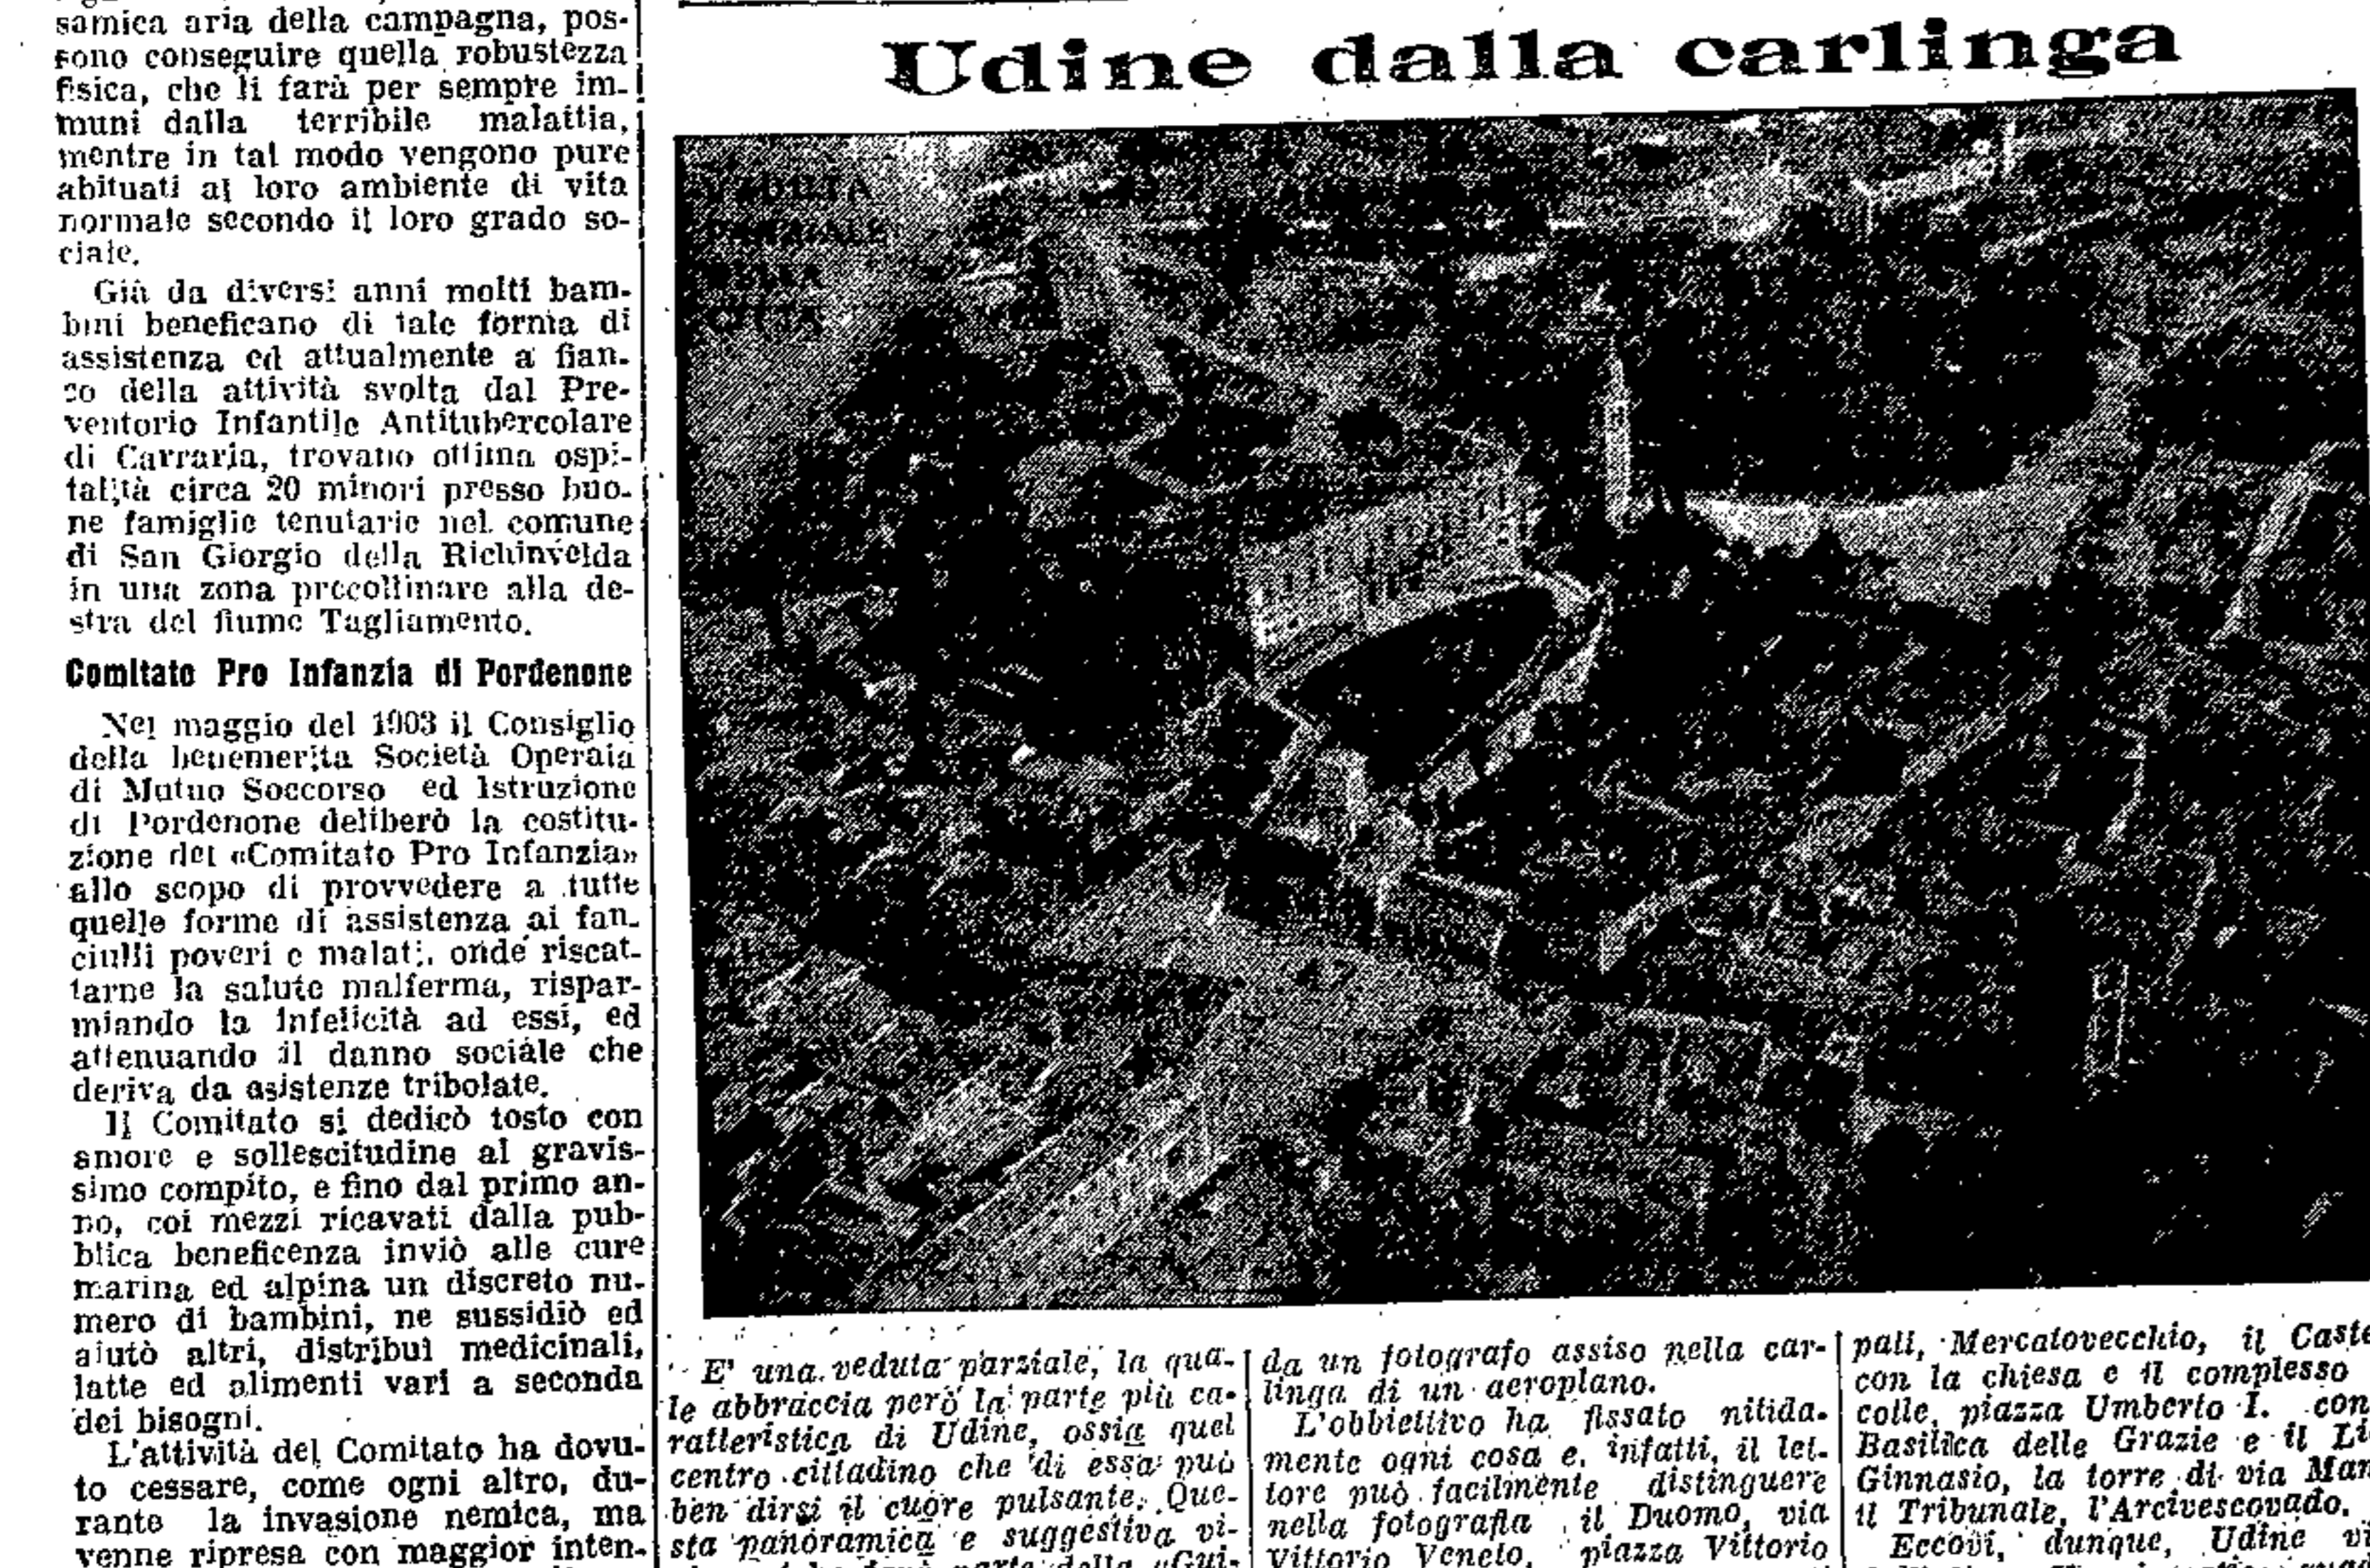 samica aria della campagna, pos-
sono conseguire quella robustezza
fisica, che li farà per sempre im-
muni dalla terribile malattia,
mentre in tal modo vengono pure
abituati al loro ambiente di vita
normale secondo il loro grado so-
ciale.
Già da diversi anni molti bam-
bini beneficano di tale forma di
assistenza ed attualmente a fian-
co della attività svolta dal Pre-
ventorio Infantile Antitubercolare
di Carraria, trovano ottima ospi-
talità circa 20 minori presso buo-
ne famiglie tenutarie nel comune
di San Giorgio della Richinvelda
in una zona precollinare alla de-
stra del fiume Tagliamento.
Comitato Pro Infanzia di Pordenone
Nel maggio del 1903 il Consiglio
della benemerita Società Operaia
di Mutuo Soccorso ed Istruzione
di Pordenone deliberò la costitu-
zione del «Comitato Pro Infanzia»
allo scopo di provvedere a tutte
quelle forme di assistenza ai fan-
ciulli poveri e malati, onde riscat-
tarne la salute malferma, rispar-
miando la infelicità ad essi, ed
attenuando il danno sociale che
deriva da asistenze tribolate.
Il Comitato si dedicò tosto con
amore e sollescitudine al gravis-
simo compito, e fino dal primo an-
no, coi mezzi ricavati dalla pub-
blica beneficenza inviò alle cure
marina ed alpina un discreto nu-
mero di bambini, ne sussidiò ed
aiutò altri, distribuì medicinali,
latte ed alimenti vari a seconda
dei bisogni.
L'attività del Comitato ha dovu-
to cessare, come ogni altro, du-
rante la invasione nemica, ma
venne ripresa con maggior inten-
Udine dalla carlinga
E' una veduta parziale, la qua-
le abbraccia però la parte più ca-
ratteristica di Udine, ossia quel
centro cittadino che di essa può
ben dirsi il cuore pulsante. Que-
sta panoramica e suggestiva vi-
parte della «Gui-
da un fotografo assiso nella car-
linga di un aeroplano.
L'obbiettivo ha fissato nitida-
mente ogni cosa e, infatti, il let-
tore può facilmente distinguere
nella fotografia il Duomo, via
Vittorio Veneto, piazza Vittorio
pali, Mercatovecchio, il Caste
con la chiesa e il complesso
colle, piazza Umberto I. con
Basilica delle Grazie e il Li
Ginnasio, la torre di via Man
il Tribunale, l'Arcivescovado.
Eccovi, dunque, Udine vi